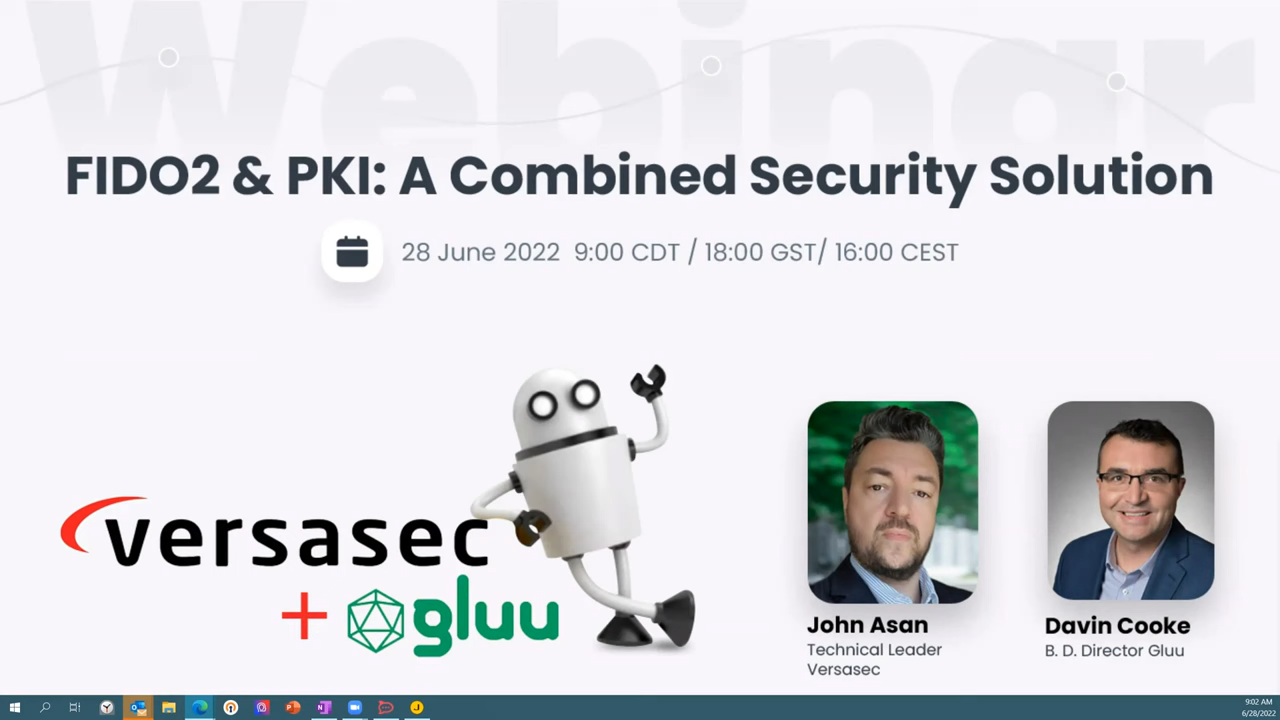 Webinar
FIDO2 & PKI: A Combined Security Solution
28 June 2022 9:00 CDT / 18:00 GST/ 16:00 CEST
versasec
+ gluu
John Asan
Technical Leader
Versasec
Davin Cooke
B. D. Director Gluu
9:02 AM
6/28/2022